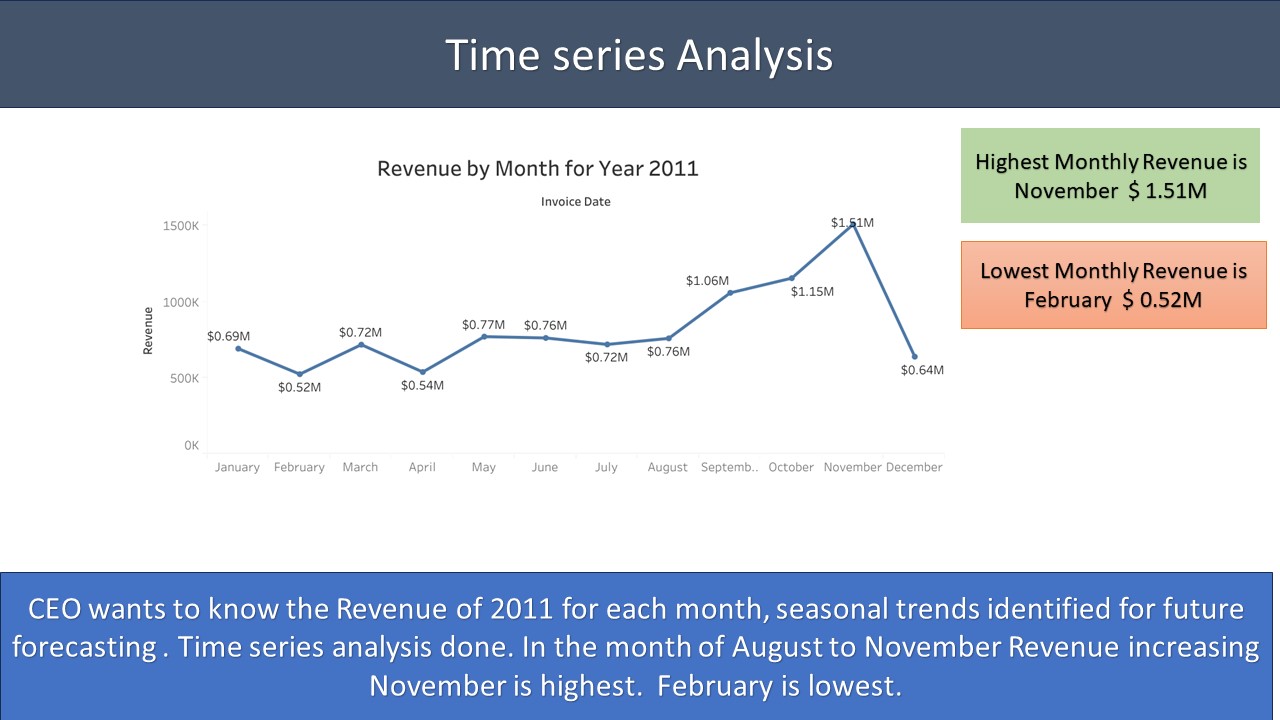 Time series Analysis
Revenue by Month for Year 2011
Invoice Date
Highest Monthly Revenue is
November $ 1.51M
Lowest Monthly Revenue is
February $ 0.52M
Revenue
1500K
1000K
500K
0K
$0.69M
$0.52M
$0.72M
$0.54M
$0.77M
$0.76M
$0.72M
$0.76M
$1.06M
$1.15M
$1.51M
$0.64M
January February March April May June July August Septemb.. October November December
CEO wants to know the Revenue of 2011 for each month, seasonal trends identified for future
forecasting . Time series analysis done. In the month of August to November Revenue increasing
November is highest. February is lowest.